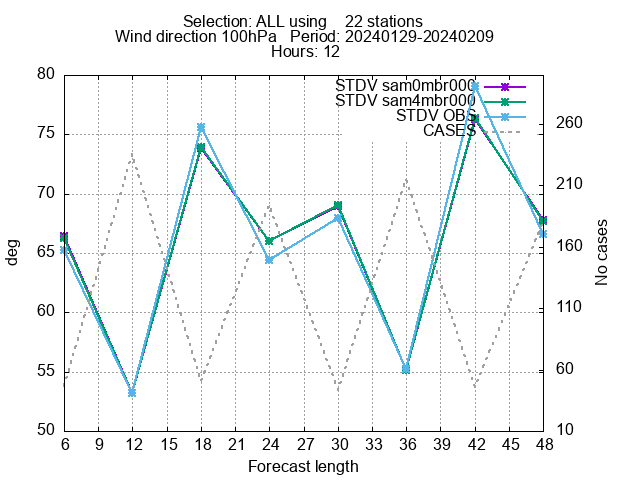 Selection: ALL using    22 stations
Wind direction 100hPa   Period: 20240129-20240209
Hours: 12
STDV sam0mbr000
STDV sam4mbr000
STDV OBS
CASES
80
75
70
65
60
55
50
deg
260
210
160
110
60
10
No cases
6 9 12 15 18 21 24 27 30 33 36 39 42 45 48
Forecast length